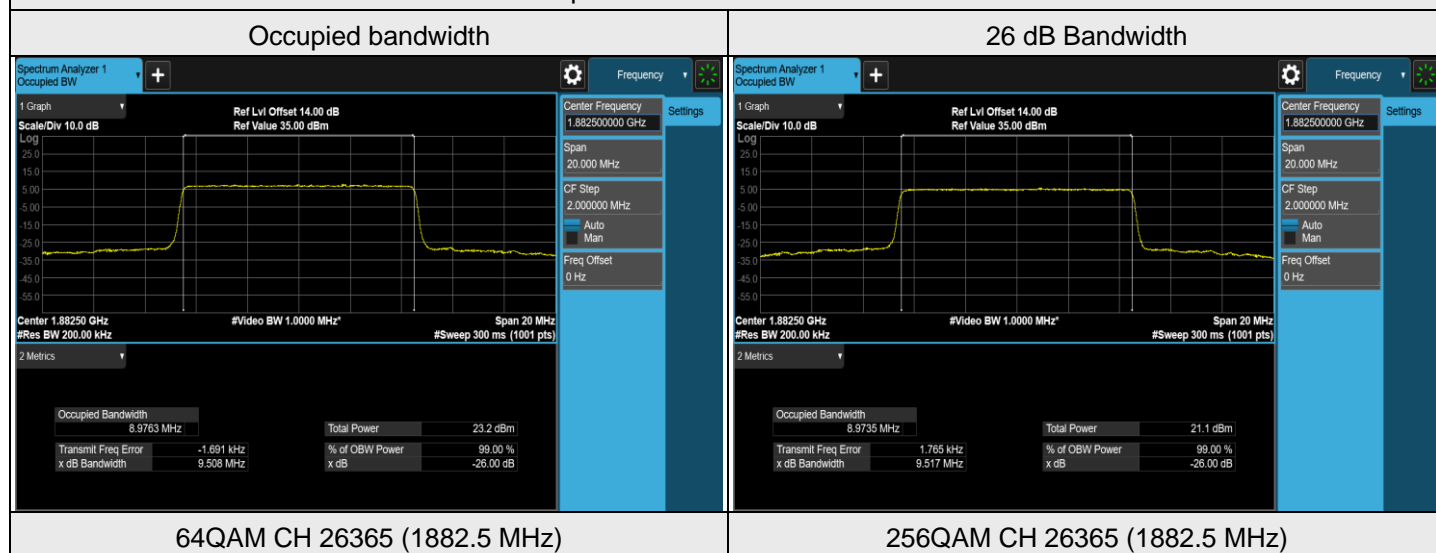 Occupied bandwidth
26 dB Bandwidth
Spectrum Analyzer 1
Occupied BW
Frequency
1 Graph
Scale/Div 10.0 dB
Ref Lvl Offset 14.00 dB
Ref Value 35.00 dBm
Log
25.0
15.0
5.00
-5.00
-15.0
-25.0
-35.0
-45.0
-55.0
Center 1.88250 GHz
#Res BW 200.00 kHz
#Video BW 1.0000 MHz*
Span 20 MHz
#Sweep 300 ms (1001 pts)
Center Frequency
1.882500000 GHz
Settings
Span
20.000 MHz
CF Step
2.000000 MHz
Auto
Man
Freq Offset
0 Hz
2 Metrics
Occupied Bandwidth
8.9763 MHz
Total Power 23.2 dBm
Transmit Freq Error -1.691 kHz % of OBW Power 99.00 %
x dB Bandwidth 9.508 MHz x dB -26.00 dB
Spectrum Analyzer 1
Occupied BW
Frequency
1 Graph
Scale/Div 10.0 dB
Ref Lvl Offset 14.00 dB
Ref Value 35.00 dBm
Log
25.0
15.0
5.00
-5.00
-15.0
-25.0
-35.0
-45.0
-55.0
Center 1.88250 GHz
#Res BW 200.00 kHz
#Video BW 1.0000 MHz*
Span 20 MHz
#Sweep 300 ms (1001 pts)
Center Frequency
1.882500000 GHz
Settings
Span
20.000 MHz
CF Step
2.000000 MHz
Auto
Man
Freq Offset
0 Hz
2 Metrics
Occupied Bandwidth
8.9735 MHz
Total Power 21.1 dBm
Transmit Freq Error 1.765 kHz % of OBW Power 99.00 %
x dB Bandwidth 9.517 MHz x dB -26.00 dB
64QAM CH 26365 (1882.5 MHz)
256QAM CH 26365 (1882.5 MHz)